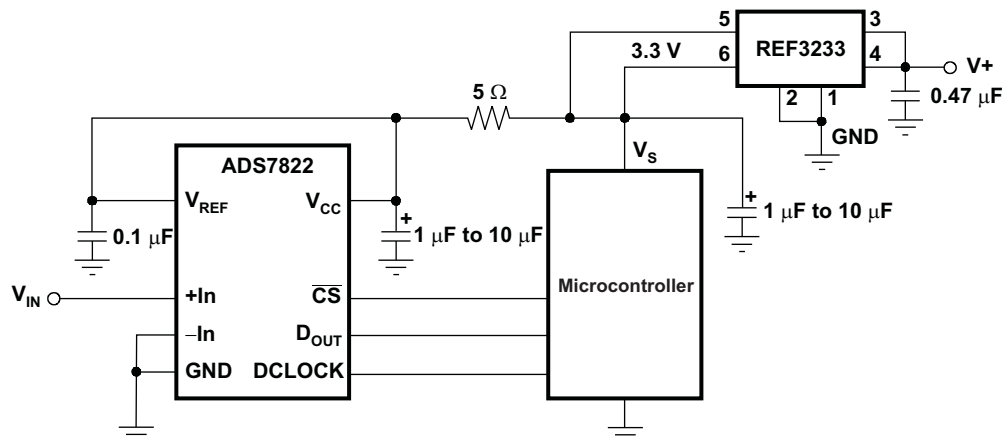 5
3
REF3233
3.3 V
6
4
V+
2
1
0.47 μF
5 Ω
GND
ADS7822
V_S
V_REF
V_CC
+
+
0.1 μF
1 μF to 10 μF
1 μF to 10 μF
Microcontroller
V_IN
+In
C̅S̅
–In
D_OUT
GND
DCLOCK